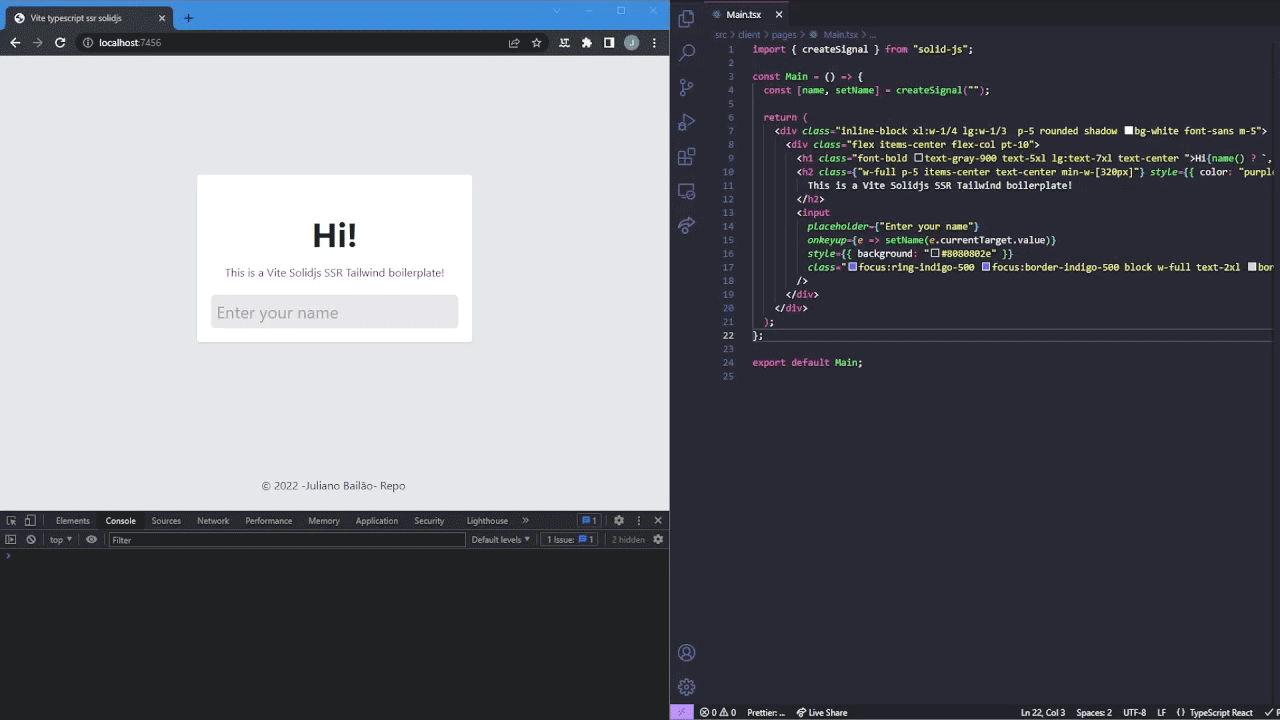 Vite typescript ssr solidjs
localhost:7456
Hi!
This is a Vite Solidjs SSR Tailwind boilerplate!
Enter your name
© 2022 -Juliano Bailão- Repo
Elements Console Sources Network Performance Memory Application Security Lighthouse » 1
top Filter Default levels 1 Issue: 1 2 hidden
Main.tsx
src > client > pages > Main.tsx > ...
1 import { createSignal } from "solid-js";
2
3 const Main = () => {
4 const [name, setName] = createSignal("");
5
6 return (
7 <div class="inline-block xl:w-1/4 lg:w-1/3 p-5 rounded shadow bg-white font-sans m-5">
8 <div class="flex items-center flex-col pt-10">
9 <h1 class="font-bold text-gray-900 text-5xl lg:text-7xl text-center ">Hi{name() ? `,
10 <h2 class={"w-full p-5 items-center text-center min-w-[320px]"} style={{ color: "purple
11 This is a Vite Solidjs SSR Tailwind boilerplate!
12 </h2>
13 <input
14 placeholder={"Enter your name"}
15 onkeyup={e => setName(e.currentTarget.value)}
16 style={{ background: "#8080802e" }}
17 class="focus:ring-indigo-500 focus:border-indigo-500 block w-full text-2xl bor
18 />
19 </div>
20 </div>
21 );
22 };
23
24 export default Main;
25
0 0 Prettier: ... Live Share Ln 22, Col 3 Spaces: 2 UTF-8 LF {} TypeScript React